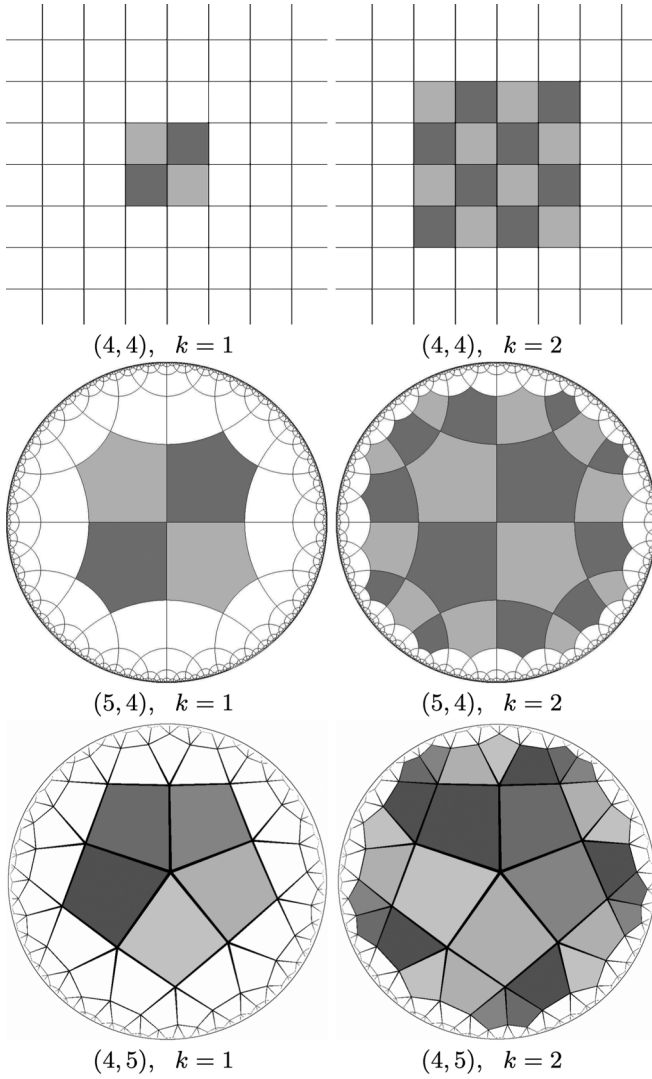 (4, 4), k = 1
(4, 4), k = 2
(5, 4), k = 1
(5, 4), k = 2
(4, 5), k = 1
(4, 5), k = 2